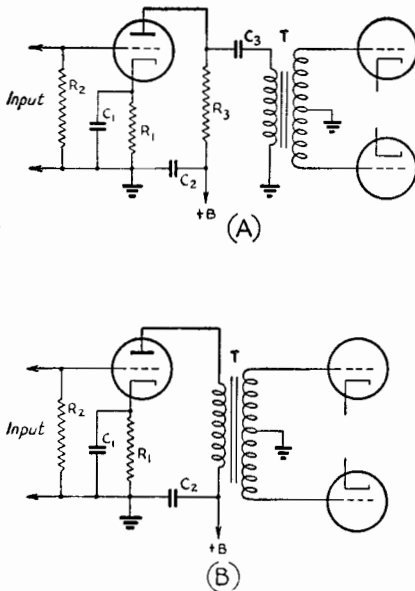 C3
T
R2
Input
C1
R1
R3
C2
+B
(A)
T
R2
Input
C1
R1
C2
+B
(B)